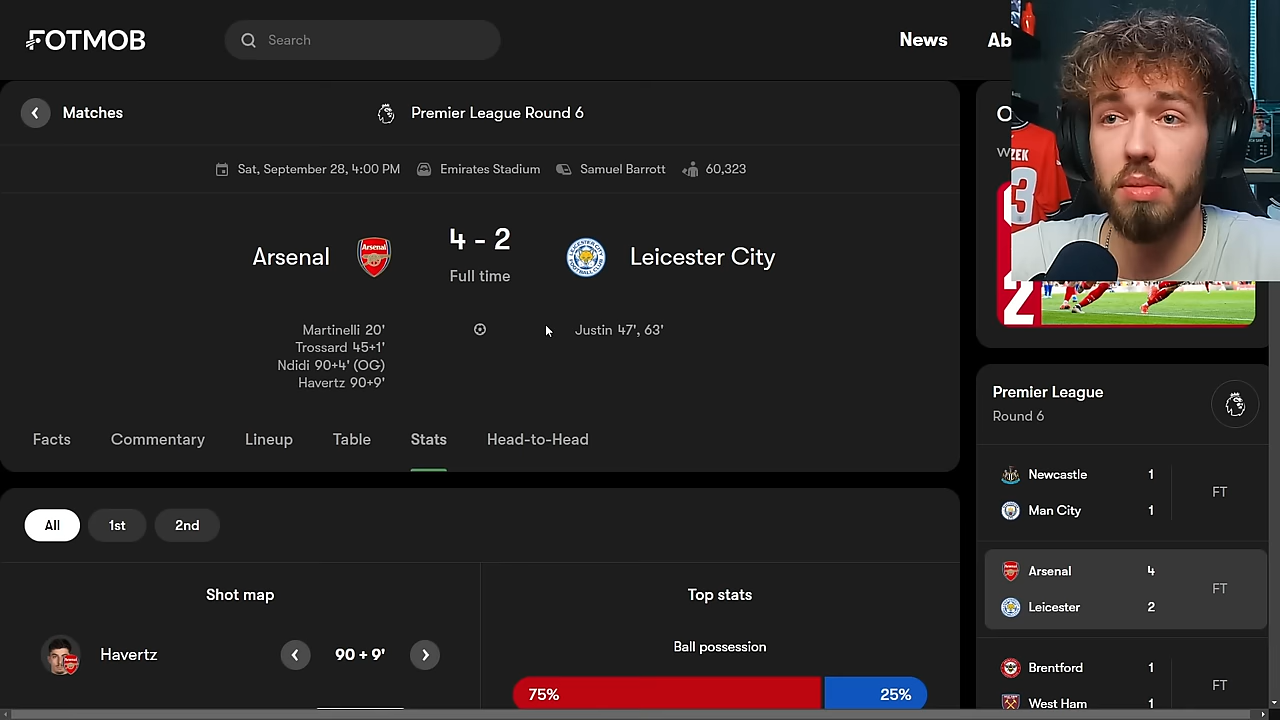 FOTMOB
Search
News
Ab
Matches
Premier League Round 6
Sat, September 28, 4:00 PM
Emirates Stadium
Samuel Barrott
60,323
Arsenal
Arsenal
4 - 2
Full time
Leicester City
Martinelli 20'
Trossard 45+1'
Ndidi 90+4' (OG)
Havertz 90+9'
Justin 47', 63'
Facts
Commentary
Lineup
Table
Stats
Head-to-Head
All
1st
2nd
Shot map
Havertz
90 + 9'
Top stats
Ball possession
75%
25%
O
ZEK
3
2
Premier League
Round 6
Newcastle 1
FT
Man City 1
Arsenal 4
FT
Leicester 2
Brentford 1
FT
West Ham 1